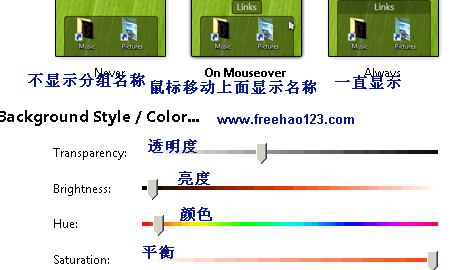 Links
Links
Music Pictures
Music Pictures
Music Pictures
Never
On Mouseover
Always
不显示分组名称
鼠标移动上面显示名称
一直显示
Background Style / Color...
www.freehao123.com
Transparency:
透明度
Brightness:
亮度
Hue:
颜色
Saturation:
平衡